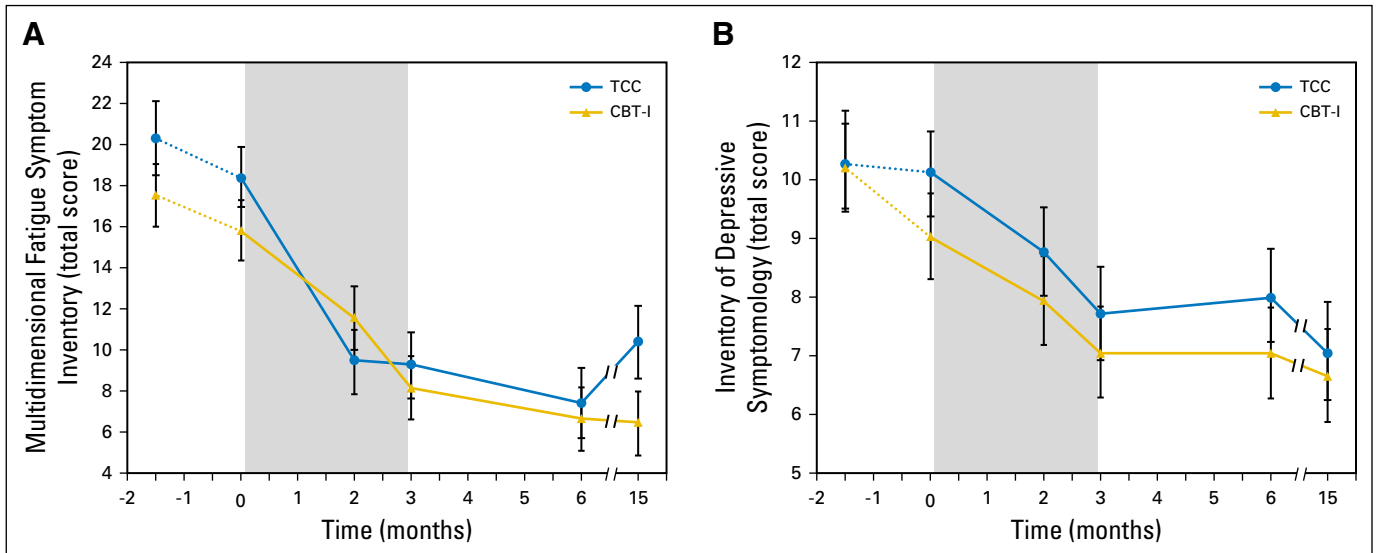 A
Multidimensional Fatigue Symptom
Inventory (total score)
24
22
20
18
16
14
12
10
8
6
4
TCC
CBT-I
-2 -1 0 1 2 3 4 5 6 15
Time (months)
B
Inventory of Depressive
Symptomology (total score)
12
11
10
9
8
7
6
5
TCC
CBT-I
-2 -1 0 1 2 3 4 5 6 15
Time (months)